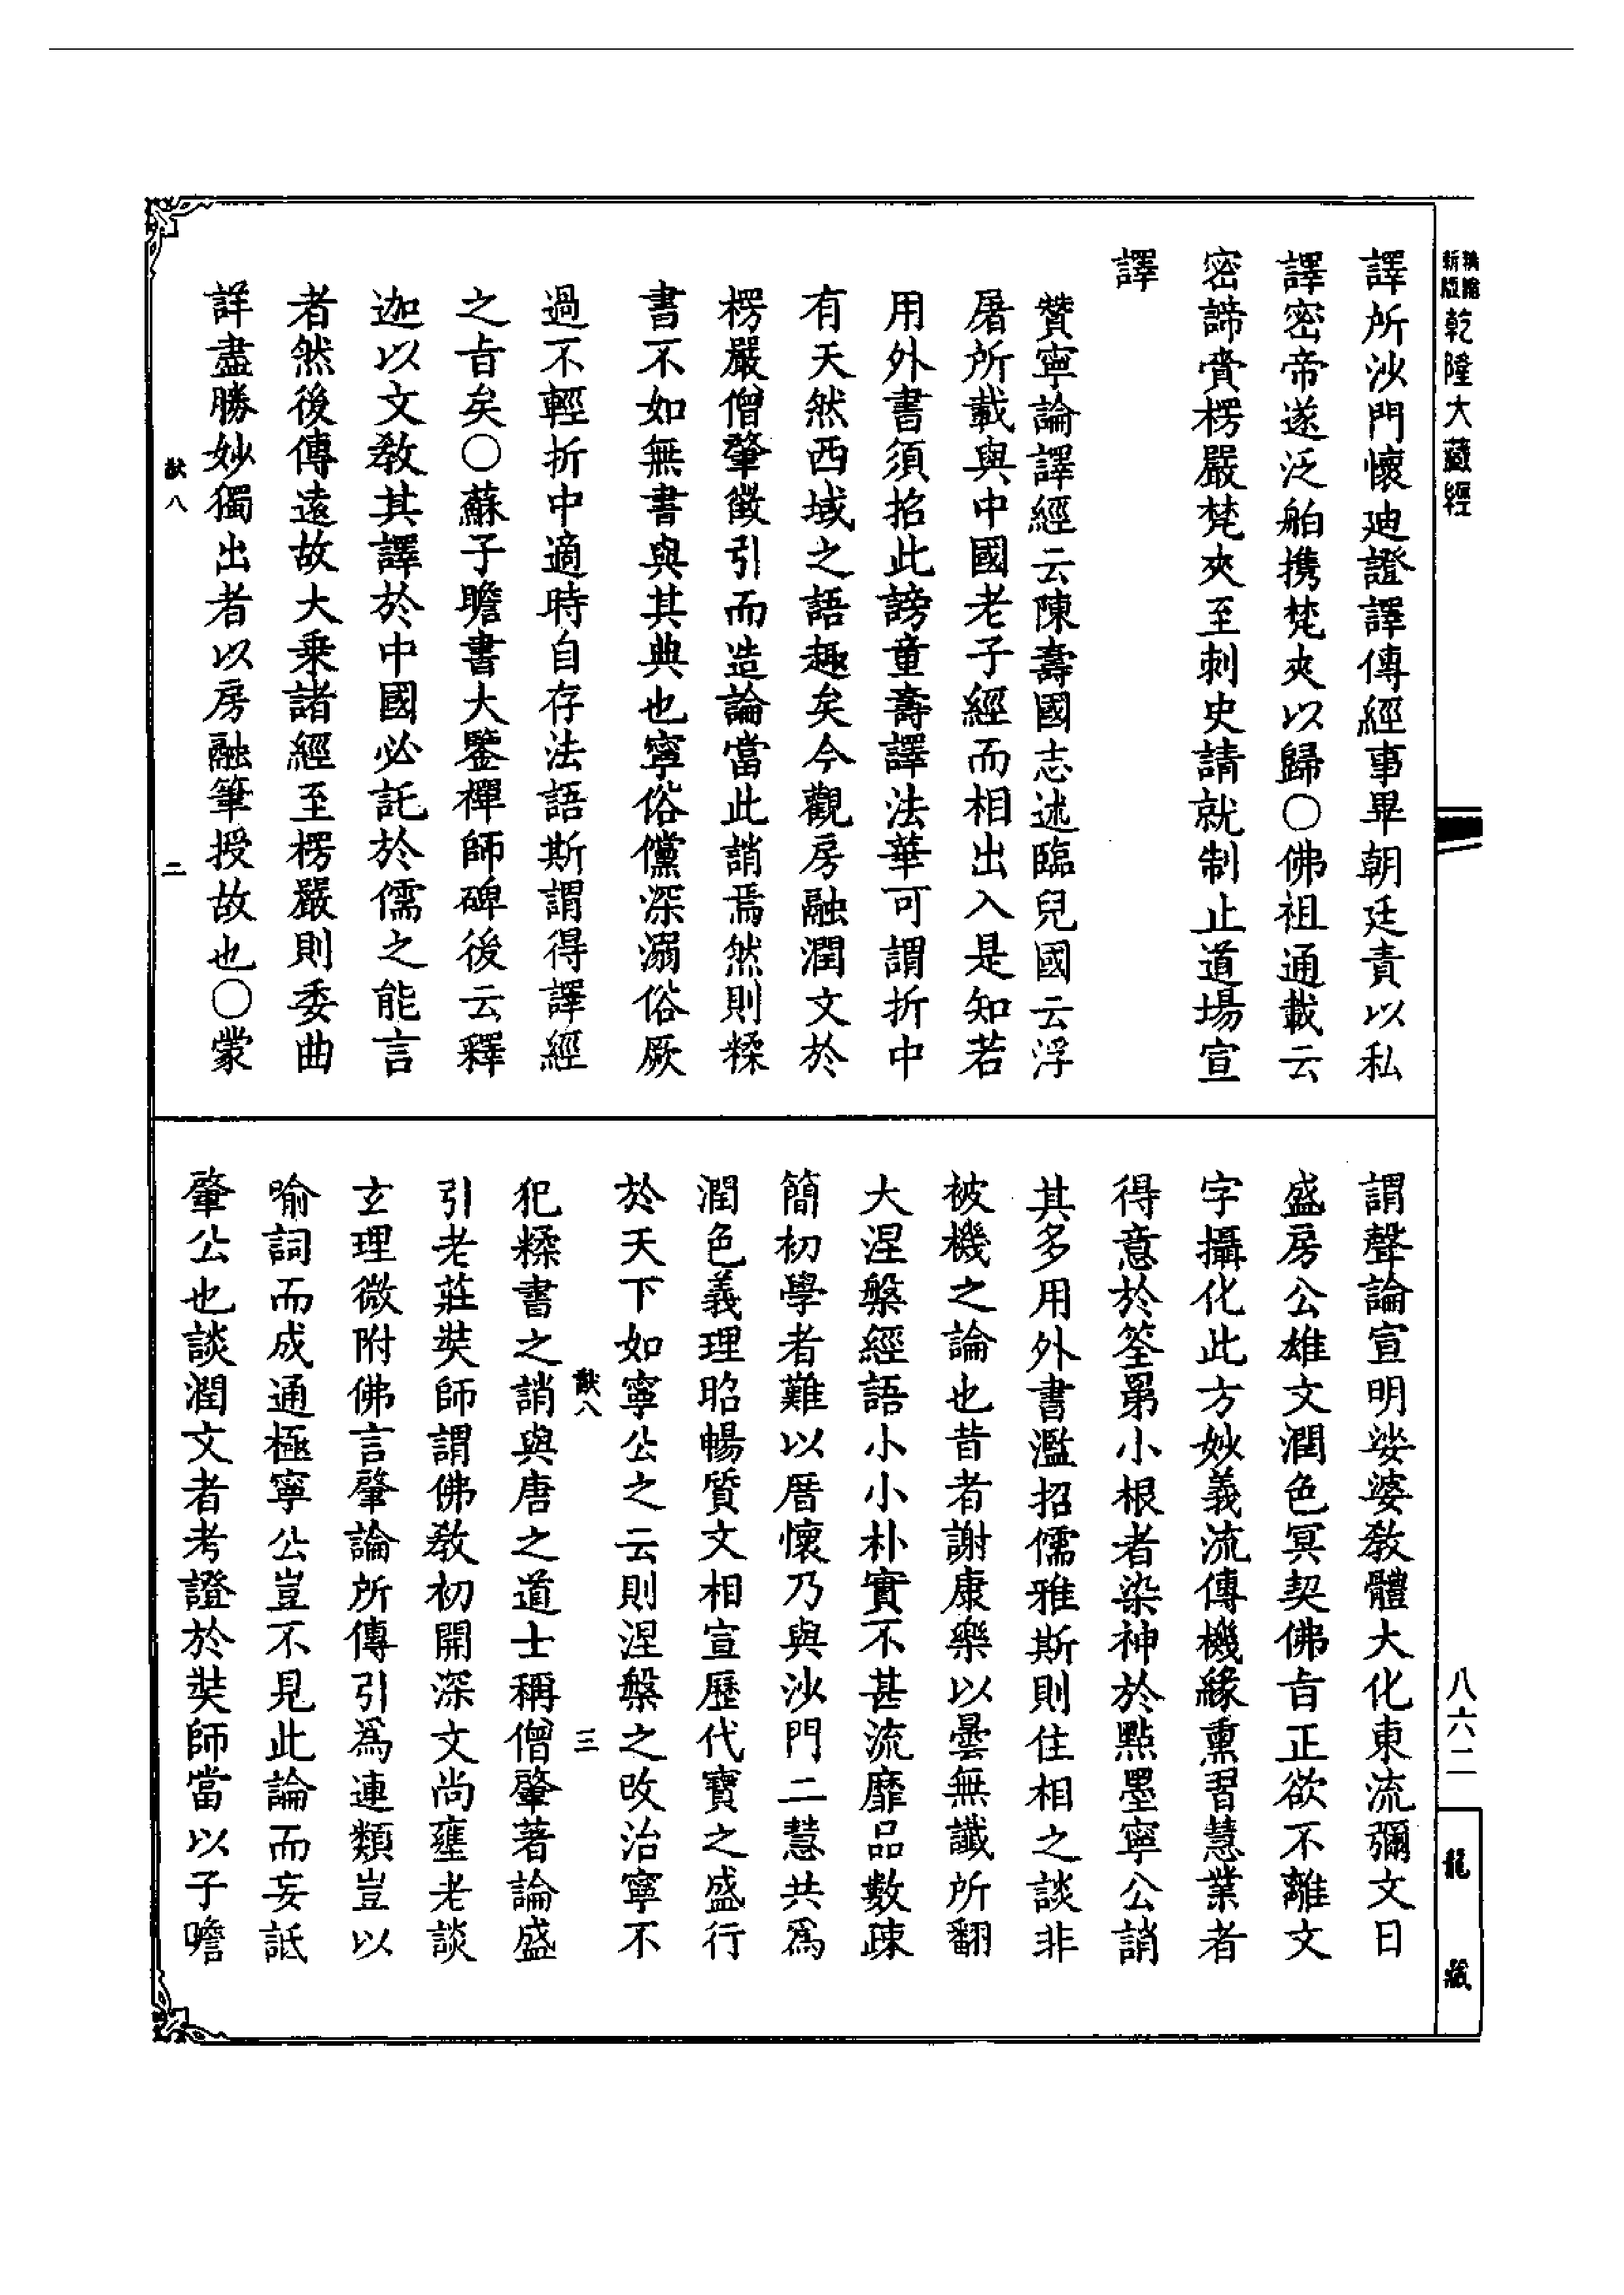 新版精縮乾隆大藏經
譯所沙門懷迪證譯傳經事畢朝廷責以私
譯密帝遂泛舶携梵夾以歸○佛祖通載云
密諦賫楞嚴梵夾至刺史請就制止道場宣
譯
贊寧論譯經云陳壽國志述臨兒國云浮
屠所載與中國老子經而相出入是知若
用外書須招此謗童壽譯法華可謂折中
有天然西域之語趣矣今觀房融潤文於
楞嚴僧肇徵引而造論當此誚焉然則糅
書不如無書與其典也寧俗儻深溺俗厥
過不輕折中適時自存法語斯謂得譯經
之旨矣○蘇子瞻書大鑒禪師碑後云釋
迦以文教其譯於中國必託於儒之能言
者然後傳遠故大乘諸經至楞嚴則委曲
詳盡勝妙獨出者以房融筆授故也○蒙
猷八
二
謂聲論宣明娑婆教體大化東流彌文日
盛房公雄文潤色冥契佛旨正欲不離文
字攝化此方妙義流傳機緣熏習慧業者
得意於筌罤小根者染神於點墨寧公誚
其多用外書濫招儒雅斯則住相之談非
被機之論也昔者謝康樂以曇無讖所翻
大涅槃經語小小朴實不甚流靡品數疎
簡初學者難以厝懷乃與沙門二慧共爲
潤色義理昭暢質文相宣歷代寶之盛行
於天下如寧公之云則涅槃之改治寧不
猷八
三
犯糅書之誚與唐之道士稱僧肇著論盛
引老莊奘師謂佛教初開深文尚壅老談
玄理微附佛言肇論所傳引爲連類豈以
喻詞而成通極寧公豈不見此論而妄詆
肇公也談潤文者考證於奘師當以子瞻
八六二
龍藏